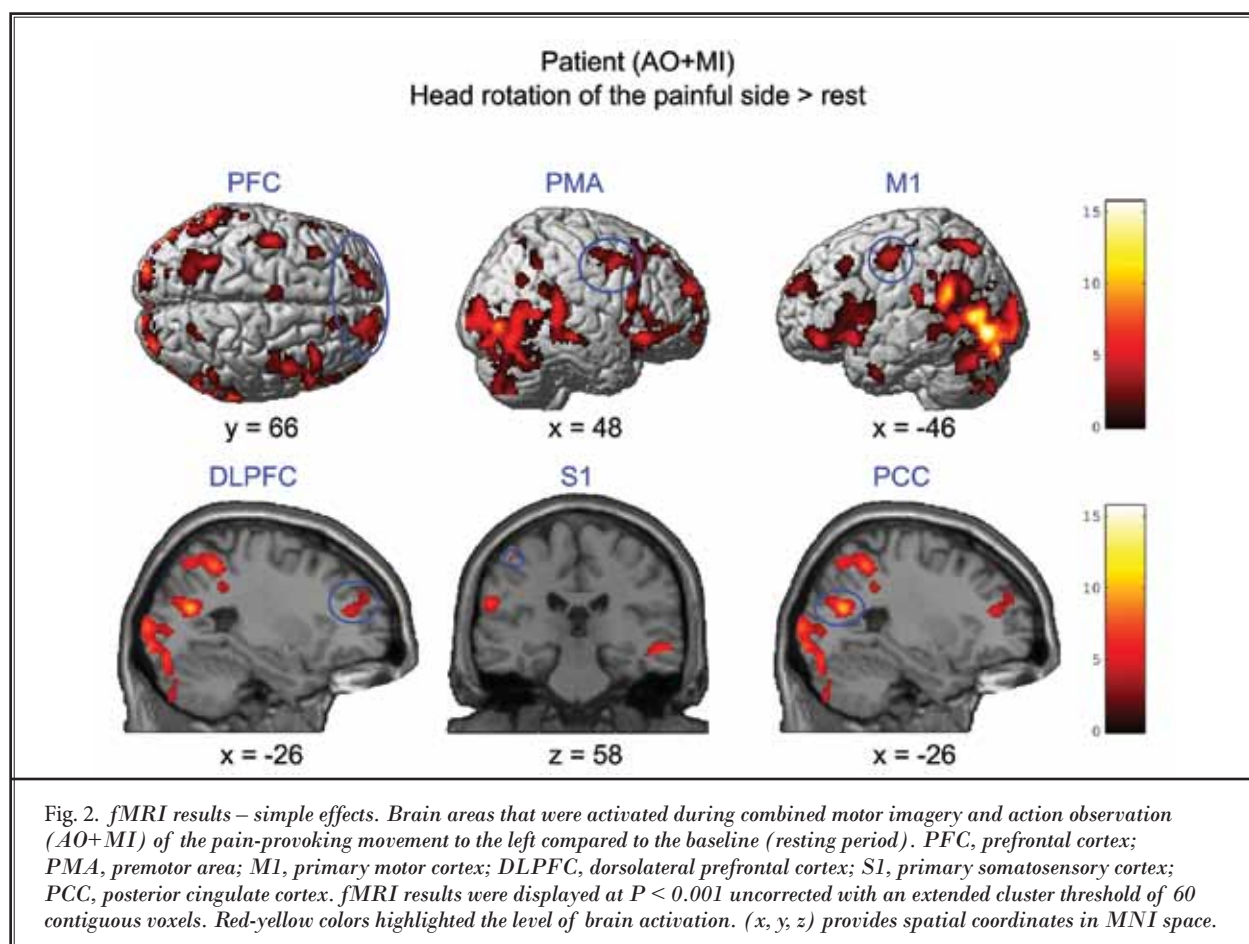 Patient (AO+MI)
Head rotation of the painful side > rest
PFC
PMA
M1
15
10
5
0
y = 66
x = 48
x = -46
DLPFC
S1
PCC
15
10
5
0
x = -26
z = 58
x = -26
Fig. 2. fMRI results – simple effects. Brain areas that were activated during combined motor imagery and action observation
(AO+MI) of the pain-provoking movement to the left compared to the baseline (resting period). PFC, prefrontal cortex;
PMA, premotor area; M1, primary motor cortex; DLPFC, dorsolateral prefrontal cortex; S1, primary somatosensory cortex;
PCC, posterior cingulate cortex. fMRI results were displayed at P < 0.001 uncorrected with an extended cluster threshold of 60
contiguous voxels. Red-yellow colors highlighted the level of brain activation. (x, y, z) provides spatial coordinates in MNI space.